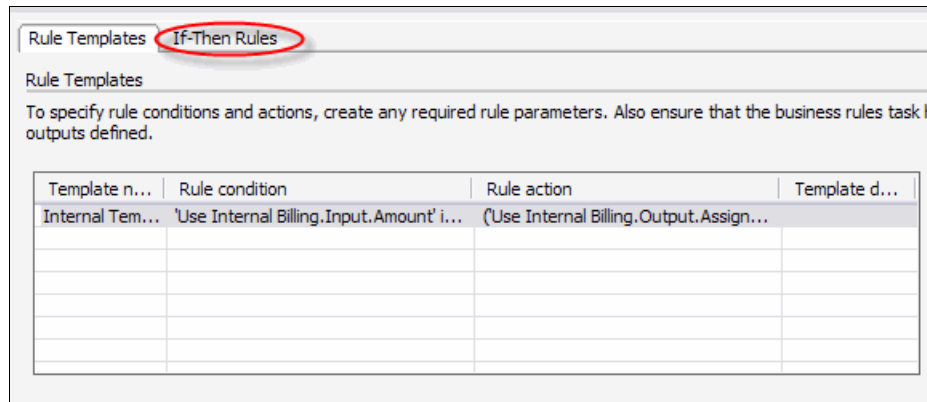 Rule Templates If-Then Rules
Rule Templates
To specify rule conditions and actions, create any required rule parameters. Also ensure that the business rules task
outputs defined.
Template n... Rule condition Rule action Template d...
Internal Tem... 'Use Internal Billing.Input.Amount' i... ('Use Internal Billing.Output.Assign...